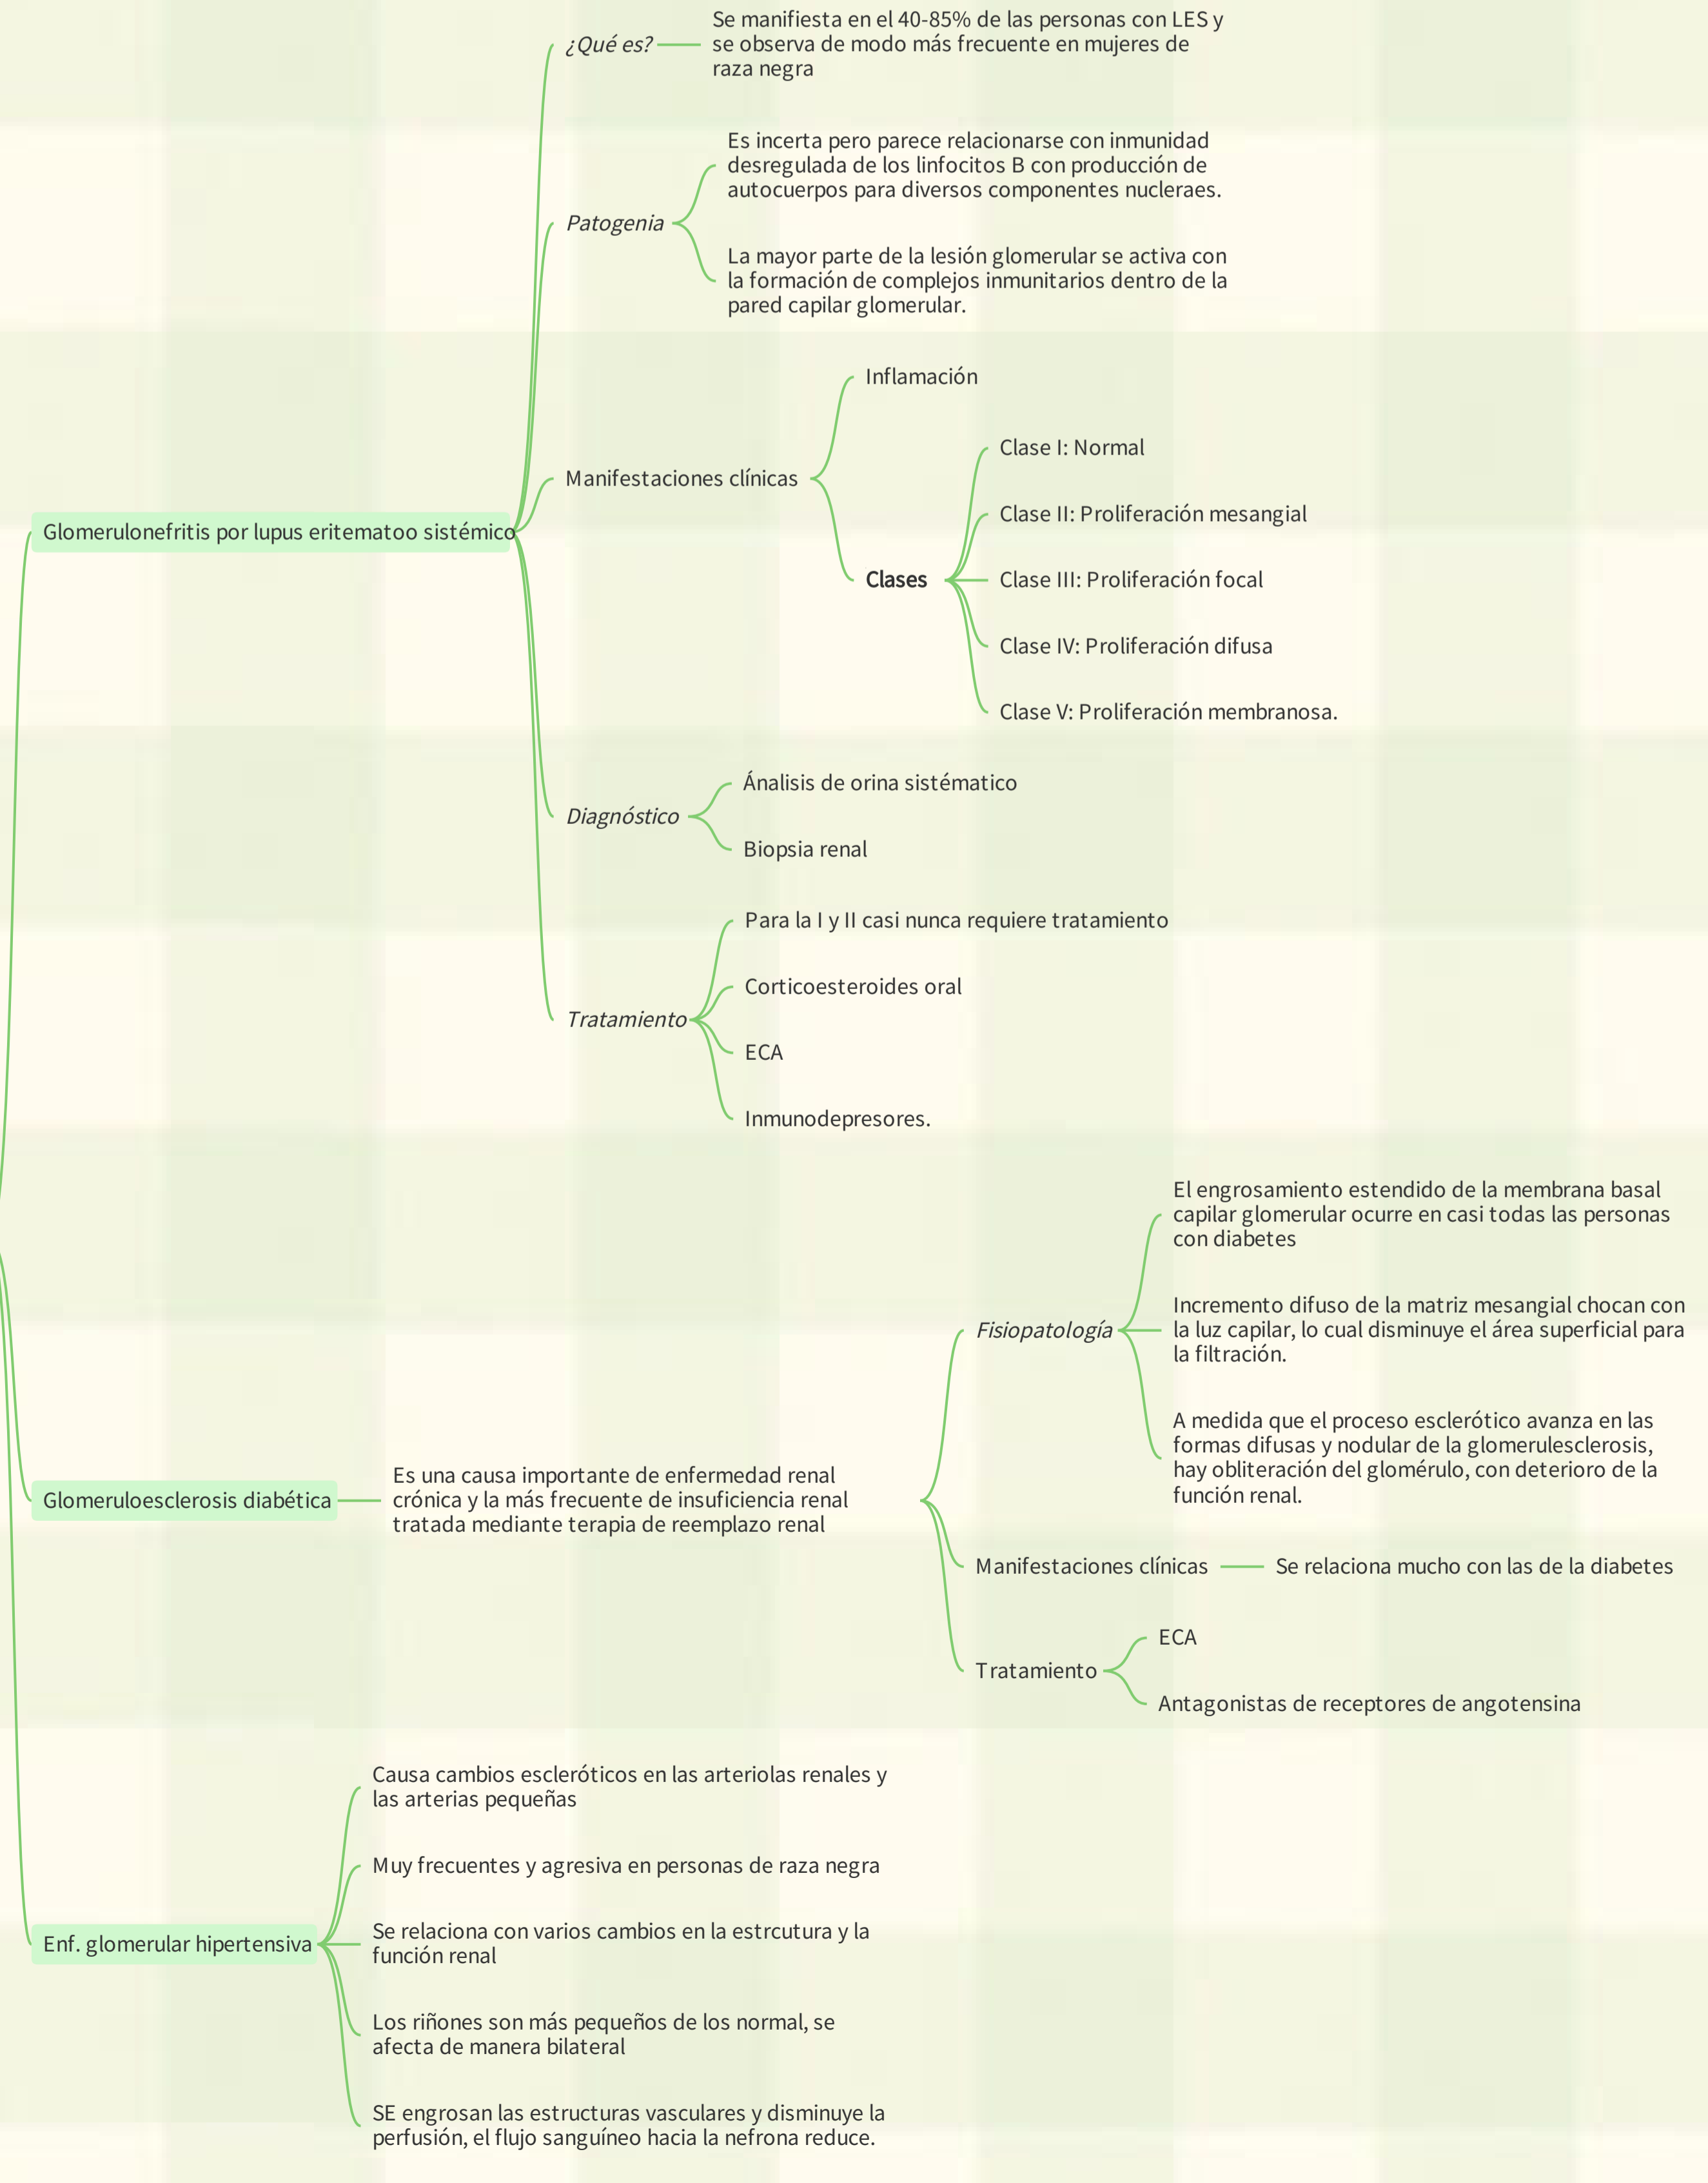 ¿Qué es?
Se manifiesta en el 40-85% de las personas con LES y
se observa de modo más frecuente en mujeres de
raza negra
Patogenia
Es incerta pero parece relacionarse con inmunidad
desregulada de los linfocitos B con producción de
autocuerpos para diversos componentes nucleraes.
La mayor parte de la lesión glomerular se activa con
la formación de complejos inmunitarios dentro de la
pared capilar glomerular.
Glomerulonefritis por lupus eritematoo sistémico
Manifestaciones clínicas
Inflamación
Clases
Clase I: Normal
Clase II: Proliferación mesangial
Clase III: Proliferación focal
Clase IV: Proliferación difusa
Clase V: Proliferación membranosa.
Diagnóstico
Ánalisis de orina sistématico
Biopsia renal
Tratamiento
Para la I y II casi nunca requiere tratamiento
Corticoesteroides oral
ECA
Inmunodepresores.
Glomeruloesclerosis diabética
Es una causa importante de enfermedad renal
crónica y la más frecuente de insuficiencia renal
tratada mediante terapia de reemplazo renal
Fisiopatología
El engrosamiento estendido de la membrana basal
capilar glomerular ocurre en casi todas las personas
con diabetes
Incremento difuso de la matriz mesangial chocan con
la luz capilar, lo cual disminuye el área superficial para
la filtración.
A medida que el proceso esclerótico avanza en las
formas difusas y nodular de la glomerulesclerosis,
hay obliteración del glomérulo, con deterioro de la
función renal.
Manifestaciones clínicas
Se relaciona mucho con las de la diabetes
Tratamiento
ECA
Antagonistas de receptores de angotensina
Enf. glomerular hipertensiva
Causa cambios escleróticos en las arteriolas renales y
las arterias pequeñas
Muy frecuentes y agresiva en personas de raza negra
Se relaciona con varios cambios en la estrcutura y la
función renal
Los riñones son más pequeños de los normal, se
afecta de manera bilateral
SE engrosan las estructuras vasculares y disminuye la
perfusión, el flujo sanguíneo hacia la nefrona reduce.